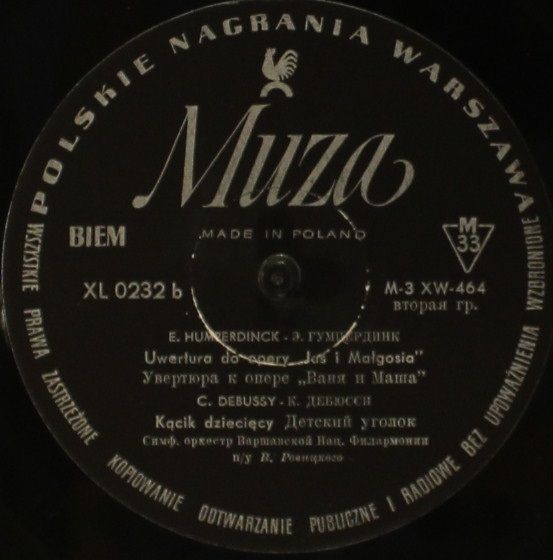 POLSKIE NAGRANIA WARSZAWA
Muza
MADE IN POLAND
BIEM
M
33
XL 0232 b
M-3 XW-464
вторая гр.
E. HUMPERDINCK - Э. ГУМПЕРДИНК
Uwertura do opery „Jaś i Małgosia”
Увертюра к опере „Ваня и Маша”
C. DEBUSSY - К. ДЕБЮССИ
Kącik dziecięcy Детский уголок
Симф. оркестр Варшавской Нац. Филармонии
п/у В. Ровицкого
WSZYSTKIE PRAWA ZASTRZEŻONE KOPIOWANIE ODTWARZANIE PUBLICZNE I RADIOWE BEZ UPOWAŻNIENIA WZBRONIONE